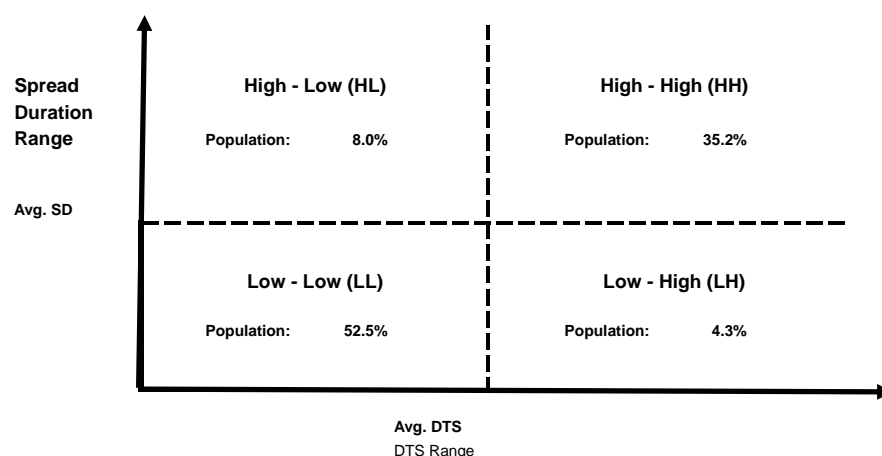 High - Low (HL)
High - High (HH)
Spread
Duration
Range
Population: 8.0%
Population: 35.2%
Avg. SD
Low - Low (LL)
Low - High (LH)
Population: 52.5%
Population: 4.3%
Avg. DTS
DTS Range